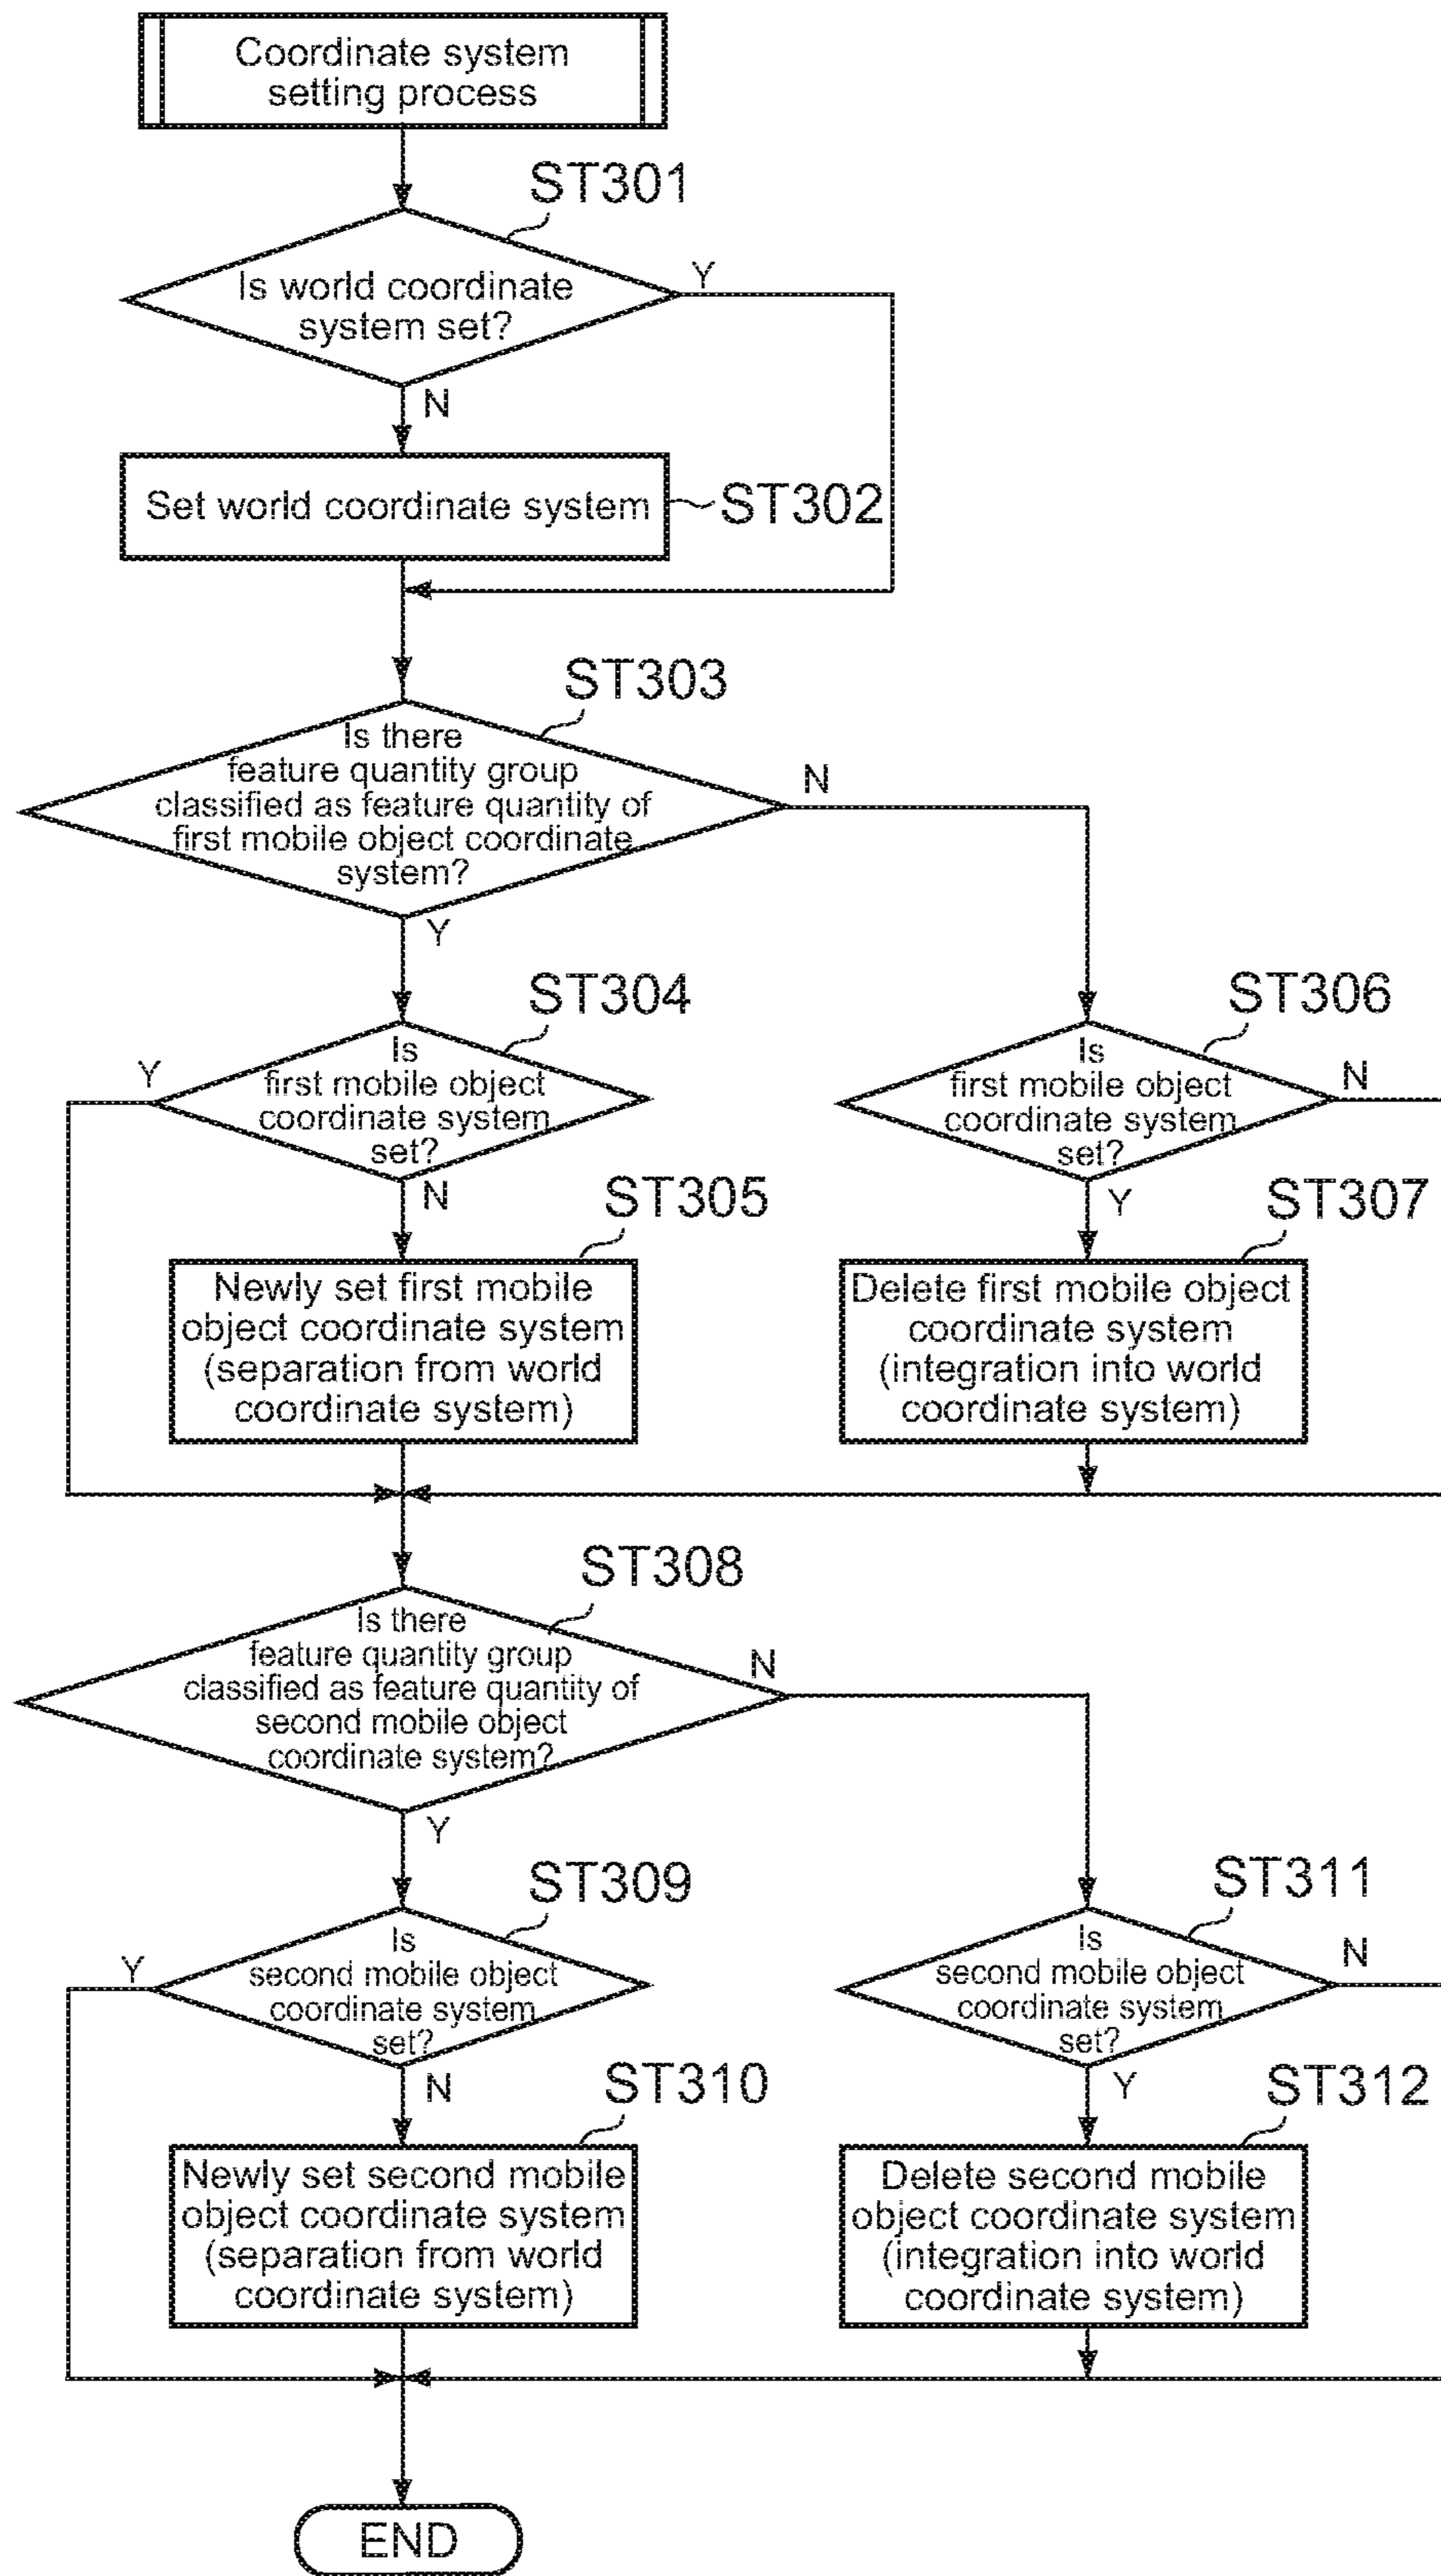 Coordinate system
setting process
ST301
Is world coordinate
system set?
Y
N
Set world coordinate system
ST302
ST303
Is there
feature quantity group
classified as feature quantity of
first mobile object coordinate
system?
N
Y
ST304
Is
first mobile object
coordinate system
set?
Y
N
ST306
Is
first mobile object
coordinate system
set?
N
Y
ST305
Newly set first mobile
object coordinate system
(separation from world
coordinate system)
ST307
Delete first mobile object
coordinate system
(integration into world
coordinate system)
ST308
Is there
feature quantity group
classified as feature quantity of
second mobile object
coordinate system?
N
Y
ST309
Is
second mobile object
coordinate system
set?
Y
N
ST311
Is
second mobile object
coordinate system
set?
N
Y
ST310
Newly set second mobile
object coordinate system
(separation from world
coordinate system)
ST312
Delete second mobile
object coordinate system
(integration into world
coordinate system)
END